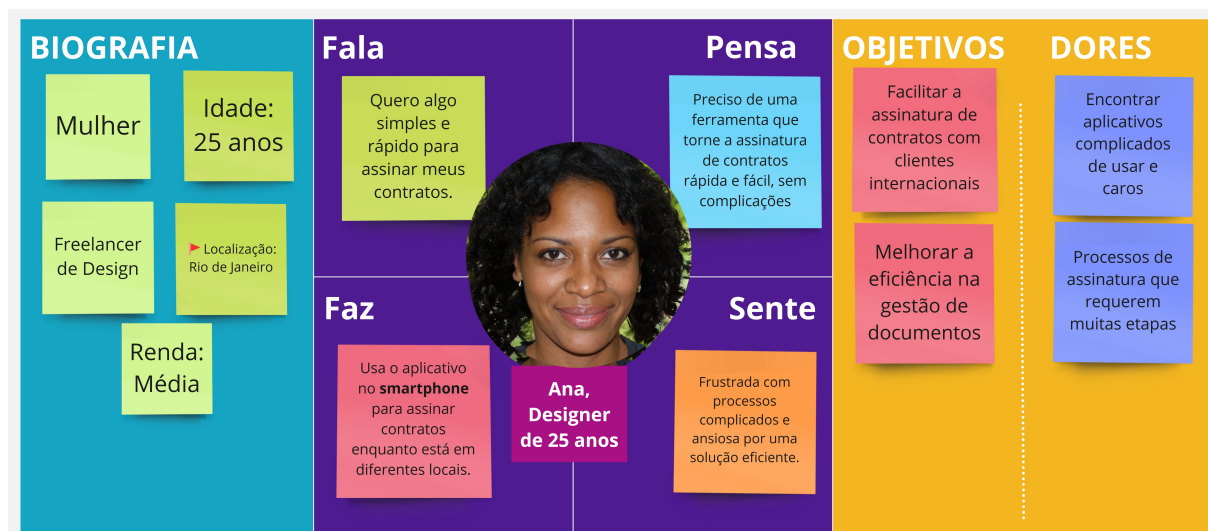 BIOGRAFIA
Mulher
Idade:
25 anos
Freelancer
de Design
Localização:
Rio de Janeiro
Renda:
Média
Fala
Quero algo
simples e
rápido para
assinar meus
contratos.
Pensa
Preciso de uma
ferramenta que
torne a assinatura
de contratos
rápida e fácil, sem
complicações
Faz
Usa o aplicativo
no smartphone
para assinar
contratos
enquanto está em
diferentes locais.
Ana,
Designer
de 25 anos
Sente
Frustrada com
processos
complicados e
ansiosa por uma
solução eficiente.
OBJETIVOS
Facilitar a
assinatura de
contratos com
clientes
internacionais
Melhorar a
eficiência na
gestão de
documentos
DORES
Encontrar
aplicativos
complicados
de usar e
caros
Processos de
assinatura que
requerem
muitas etapas